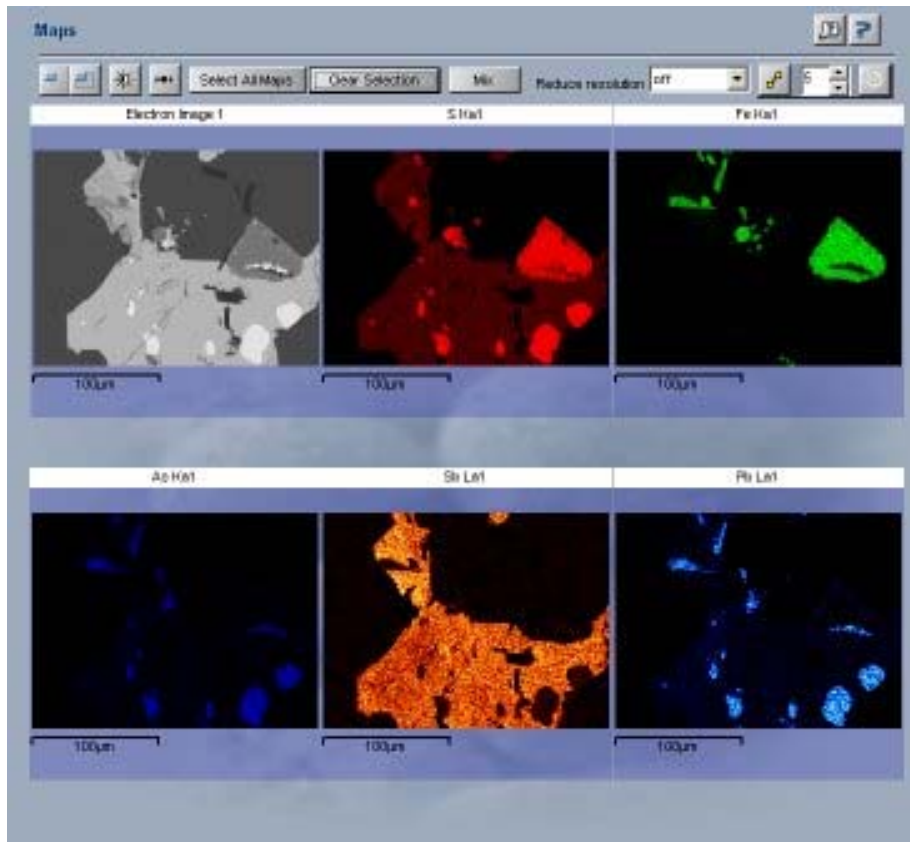 Maps
Select All Maps Clear Selection Mix Reduce resolution off 5
Electron Image 1 S Ka1 Fe Ka1
100µm 100µm 100µm
As Ka1 Sb La1 Pb La1
100µm 100µm 100µm